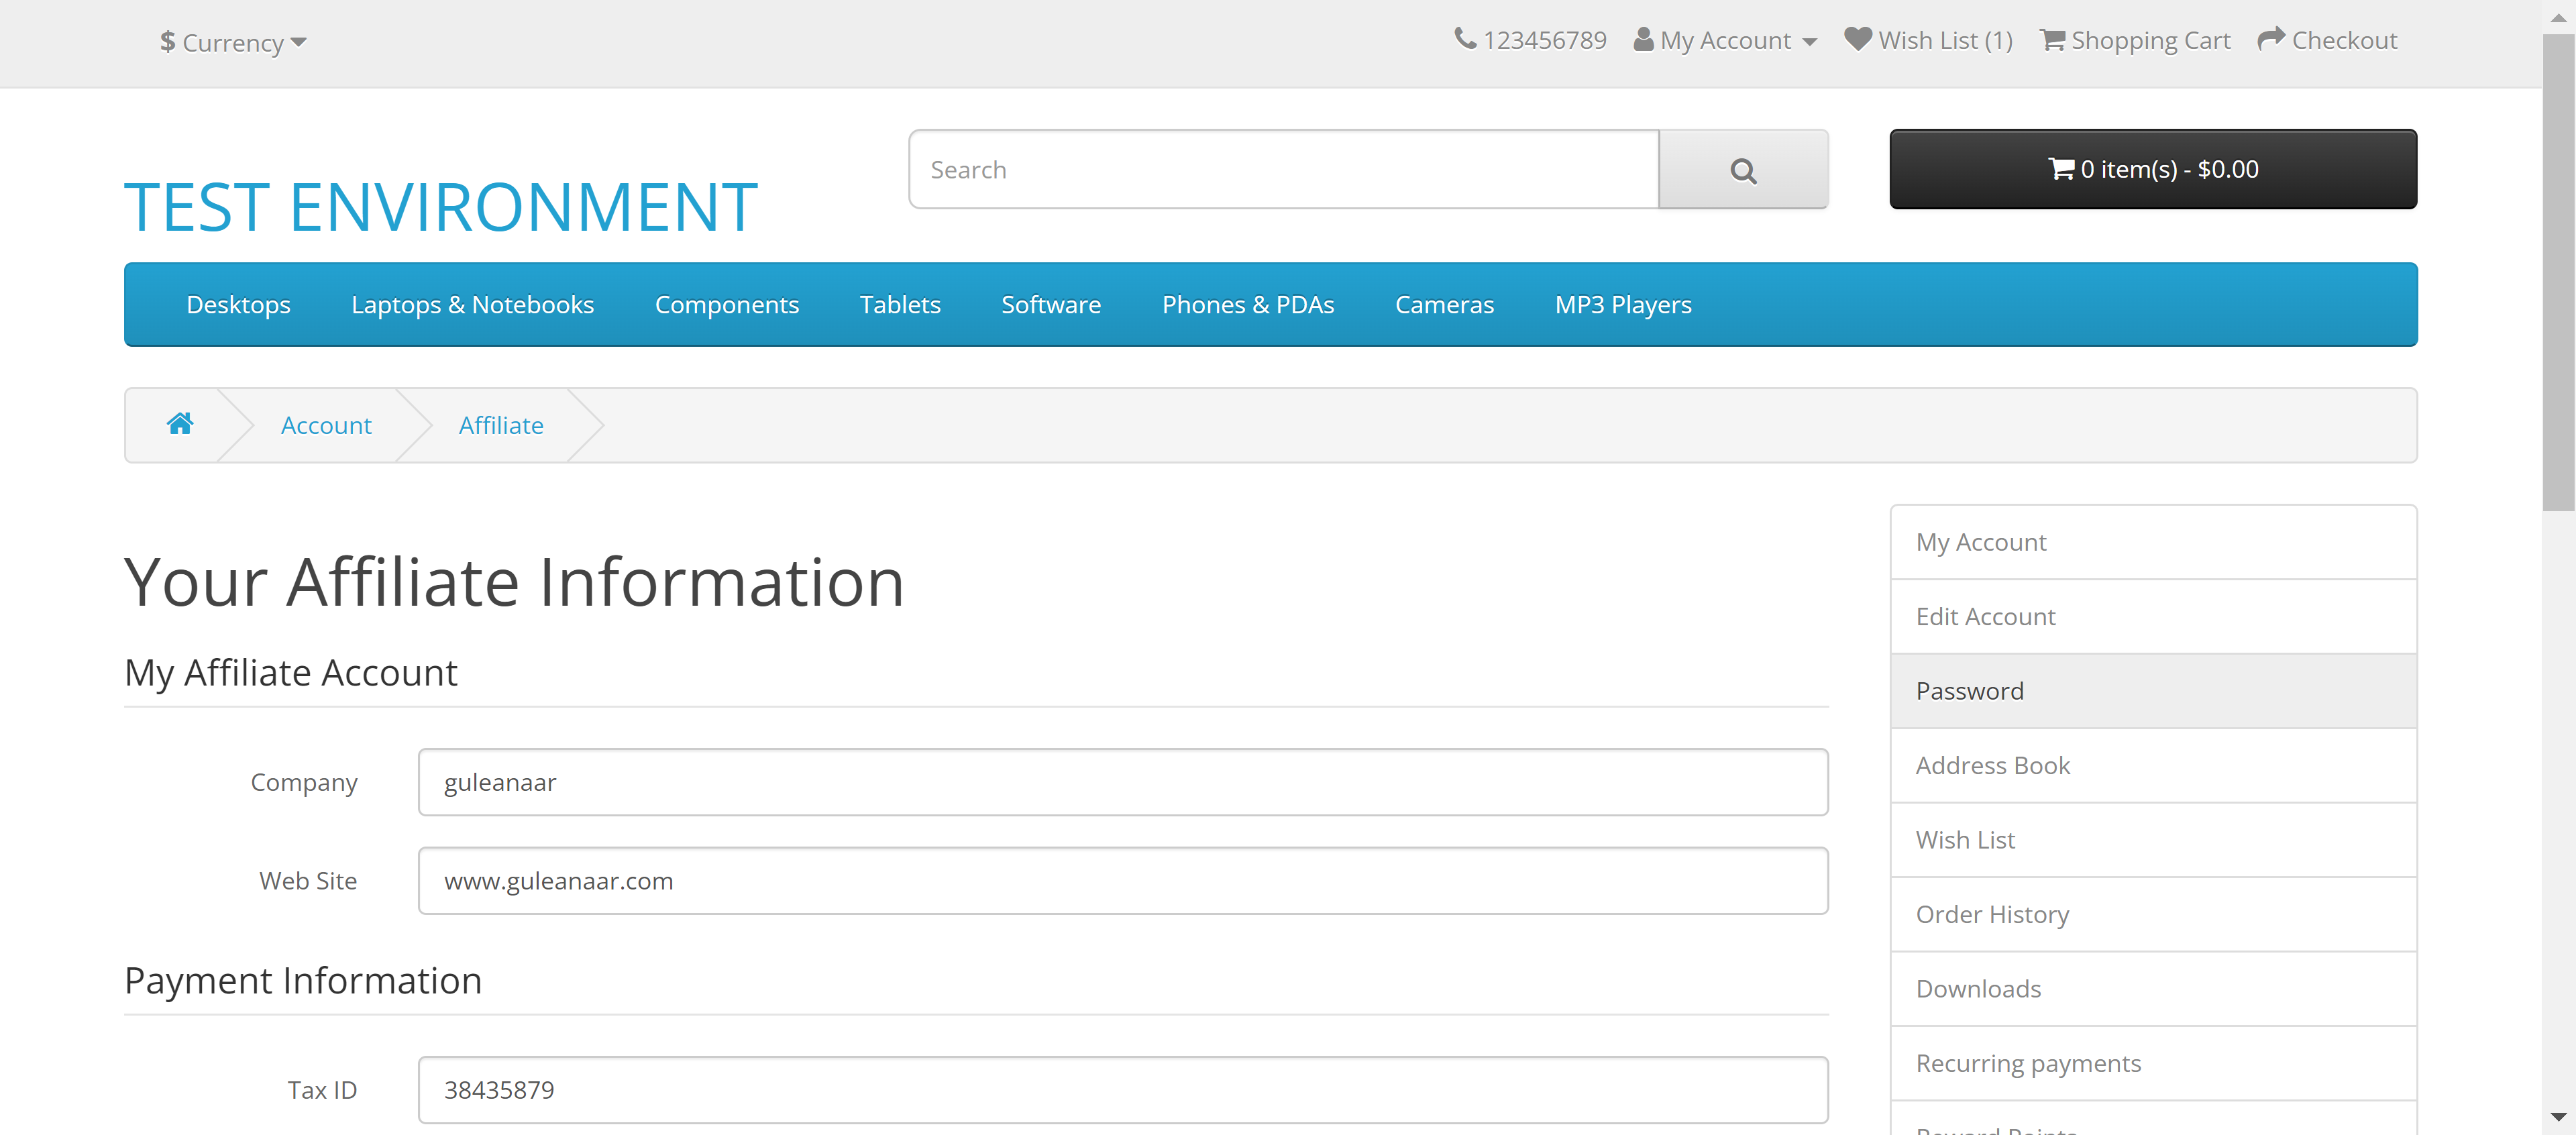 $ Currency
123456789 My Account Wish List (1) Shopping Cart Checkout
TEST ENVIRONMENT
Search
0 item(s) - $0.00
Desktops Laptops & Notebooks Components Tablets Software Phones & PDAs Cameras MP3 Players
Account Affiliate
Your Affiliate Information
My Affiliate Account
Company guleanaar
Web Site www.guleanaar.com
Payment Information
Tax ID 38435879
My Account
Edit Account
Password
Address Book
Wish List
Order History
Downloads
Recurring payments
Reward Points